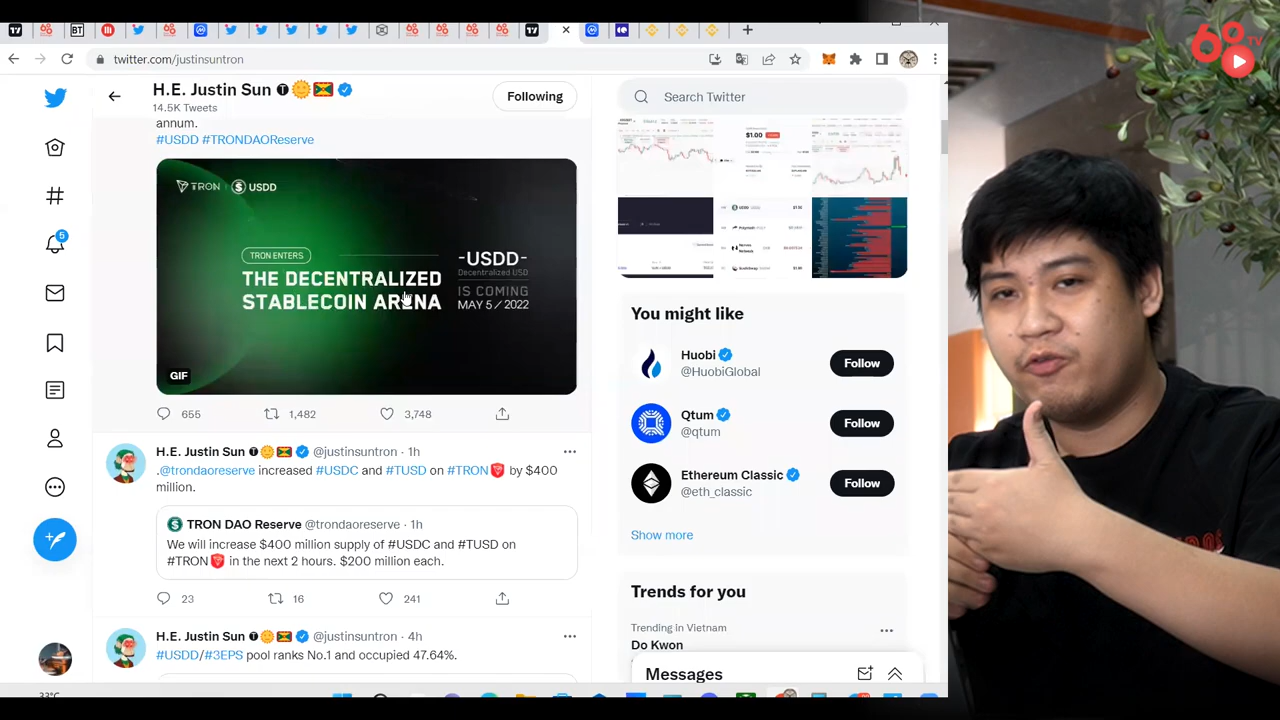 twitter.com/justinsuntron
H.E. Justin Sun
14.5K Tweets
Following
Search Twitter
annum.
#USDD #TRONDAOReserve
TRON
USDD
TRON ENTERS
THE DECENTRALIZED
STABLECOIN ARENA
-USDD-
Decentralized USD
IS COMING
MAY 5/2022
GIF
655
1,482
3,748
H.E. Justin Sun @justinsuntron · 1h
.@trondaoreserve increased #USDC and #TUSD on #TRON by $400
million.
TRON DAO Reserve @trondaoreserve · 1h
We will increase $400 million supply of #USDC and #TUSD on
#TRON in the next 2 hours. $200 million each.
23
16
241
H.E. Justin Sun @justinsuntron · 4h
#USDD/#3EPS pool ranks No.1 and occupied 47.64%.
5
$1.00
You might like
Huobi
@HuobiGlobal
Follow
Qtum
@qtum
Follow
Ethereum Classic
@eth_classic
Follow
Show more
Trends for you
Trending in Vietnam
Do Kwon
Messages
33°C
68
TV